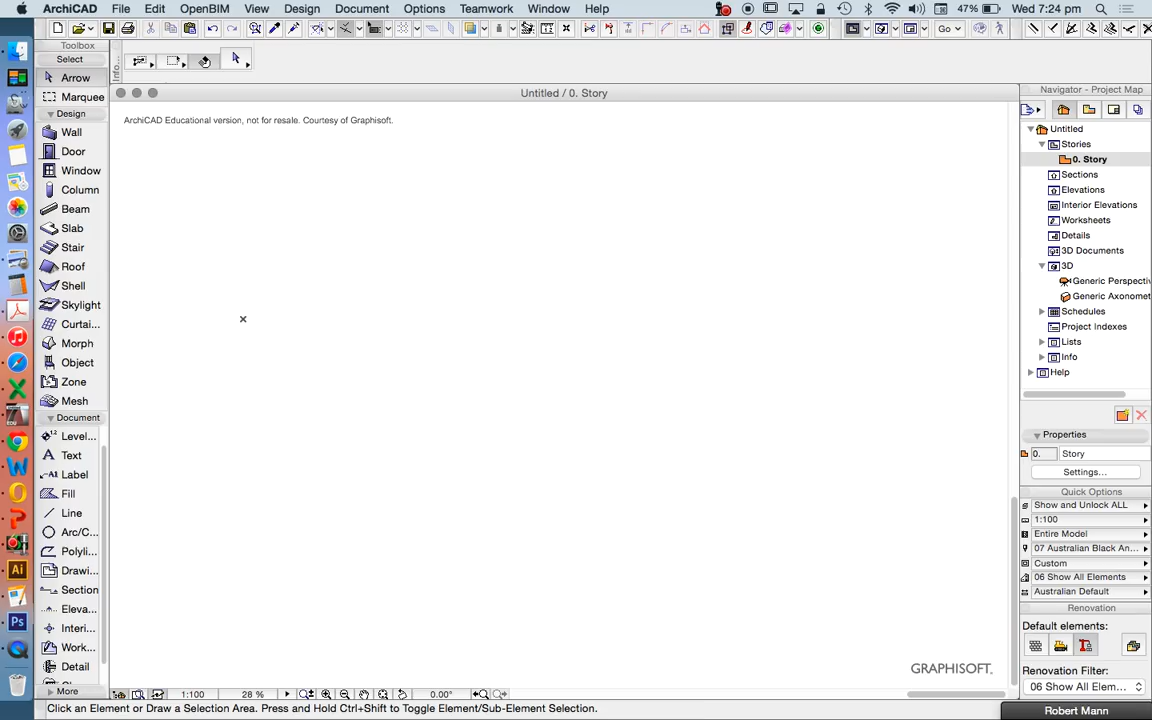 ArchiCAD File Edit OpenBIM View Design Document Options Teamwork Window Help 47% Wed 7:24 pm
Toolbox
Select
Arrow
Marquee
Design
Wall
Door
Window
Column
Beam
Slab
Stair
Roof
Shell
Skylight
Curtai...
Morph
Object
Zone
Mesh
Document
Level...
A Text
A1 Label
Fill
Line
Arc/C...
Polyli...
Drawi...
Section
Eleva...
Interi...
Work...
Detail
More
Info...
Untitled / 0. Story
ArchiCAD Educational version, not for resale. Courtesy of Graphisoft.
GRAPHISOFT.
1:100 28 % 0.00°
Click an Element or Draw a Selection Area. Press and Hold Ctrl+Shift to Toggle Element/Sub-Element Selection.
Go
Navigator - Project Map
Untitled
Stories
0. Story
Sections
Elevations
Interior Elevations
Worksheets
Details
3D Documents
3D
Generic Perspecti
Generic Axonomet
Schedules
Project Indexes
Lists
Info
Help
Properties
0. Story
Settings...
Quick Options
Show and Unlock ALL
1:100
Entire Model
07 Australian Black An...
Custom
06 Show All Elements
Australian Default
Renovation
Default elements:
Renovation Filter:
06 Show All Elem...
Robert Mann